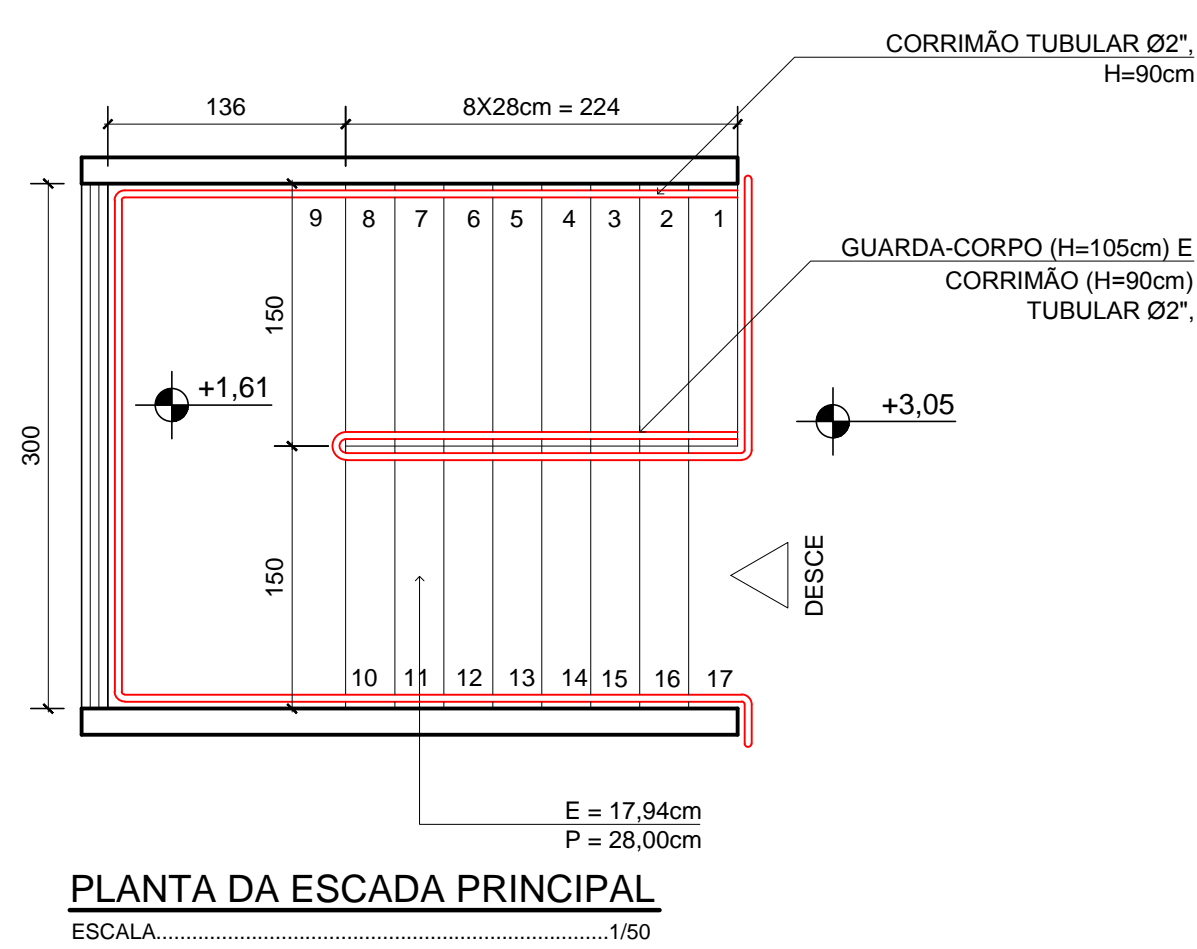 CORRIMÃO TUBULAR Ø2",
H=90cm
136
8X28cm = 224
9 8 7 6 5 4 3 2 1
GUARDA-CORPO (H=105cm) E
CORRIMÃO (H=90cm)
TUBULAR Ø2",
150
+1,61
+3,05
300
150
DESCE
10 11 12 13 14 15 16 17
E = 17,94cm
P = 28,00cm
PLANTA DA ESCADA PRINCIPAL
ESCALA.....................................................................1/50